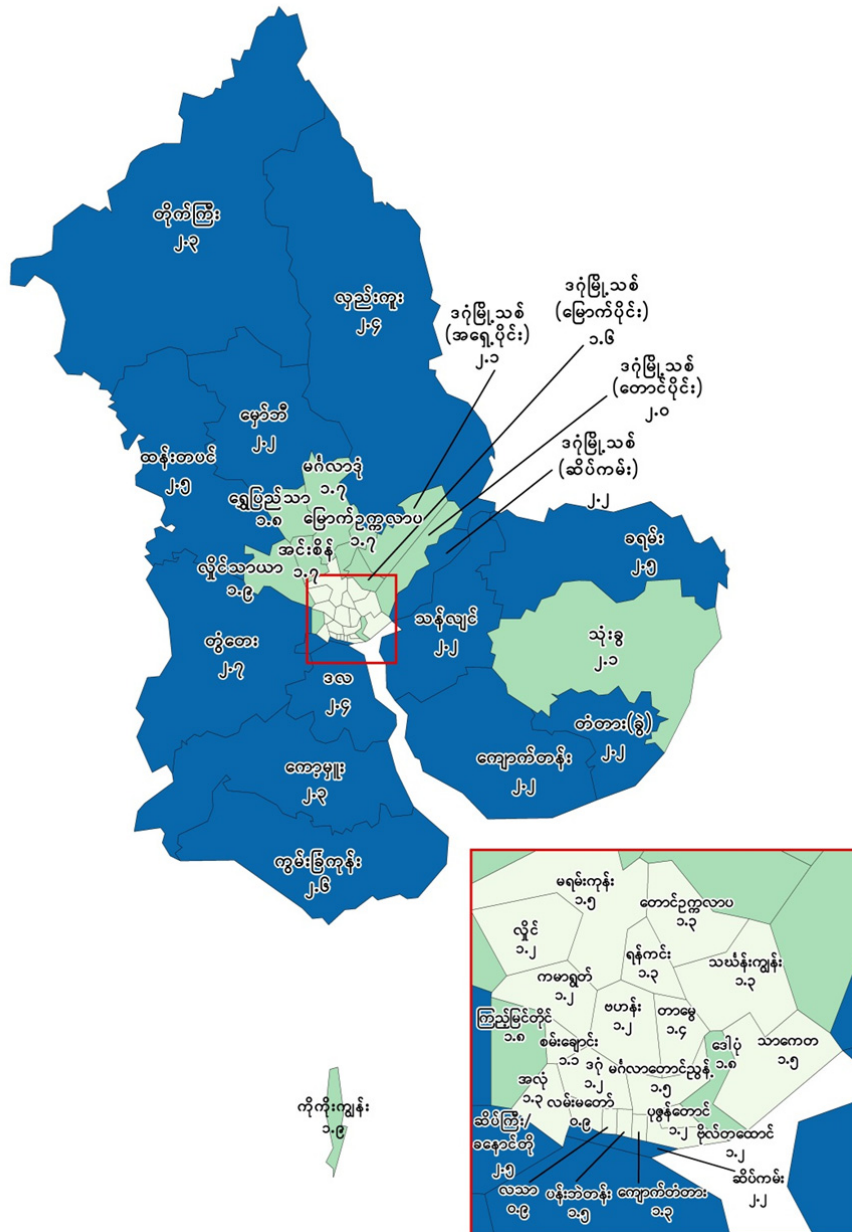 တိုက်ကြီး
၂.၃
လှည်းကူး
၂.၄
ဒဂုံမြို့သစ်
(အရှေ့ပိုင်း)
၂.၁
ဒဂုံမြို့သစ်
(မြောက်ပိုင်း)
၁.၆
ဒဂုံမြို့သစ်
(တောင်ပိုင်း)
၂.၀
ဒဂုံမြို့သစ်
(ဆိပ်ကမ်း)
၂.၂
မှော်ဘီ
၂.၂
ထန်းတပင်
၂.၅
မင်္ဂလာဒုံ
၁.၇
ရွှေပြည်သာ
၁.၈
မြောက်ဥက္ကလာပ
၁.၇
အင်းစိန်
၁.၇
လှိုင်သာယာ
၁.၉
ခရမ်း
၂.၅
သုံးခွ
၂.၁
သန်လျင်
၂.၂
တွံတေး
၂.၇
ဒလ
၂.၄
တံတား(ခွဲ)
၂.၂
ကျောက်တန်း
၂.၂
ကော့မှူး
၂.၃
ကွမ်းခြံကုန်း
၂.၆
ကိုကိုးကျွန်း
၁.၉
မရမ်းကုန်း
၁.၅
တောင်ဥက္ကလာပ
၁.၃
လှိုင်
၁.၂
ရန်ကင်း
၁.၃
သင်္ဃန်းကျွန်း
၁.၃
ကမာရွတ်
၁.၂
ဗဟန်း
၁.၂
တာမွေ
၁.၄
ကြည့်မြင်တိုင်
၁.၈
စမ်းချောင်း
၁.၁
ဒေါပုံ
၁.၈
သာကေတ
၁.၅
ဒဂုံ
၁.၂
မင်္ဂလာတောင်ညွန့်
၁.၅
အလုံ
၁.၃
လမ်းမတော်
၀.၉
ပုဇွန်တောင်
၁.၂
ဗိုလ်တထောင်
၁.၂
ဆိပ်ကြီး/
ခနောင်တို
၂.၅
လသာ
၀.၉
ပန်းဘဲတန်း
၁.၅
ကျောက်တံတား
၁.၃
ဆိပ်ကမ်း
၂.၂